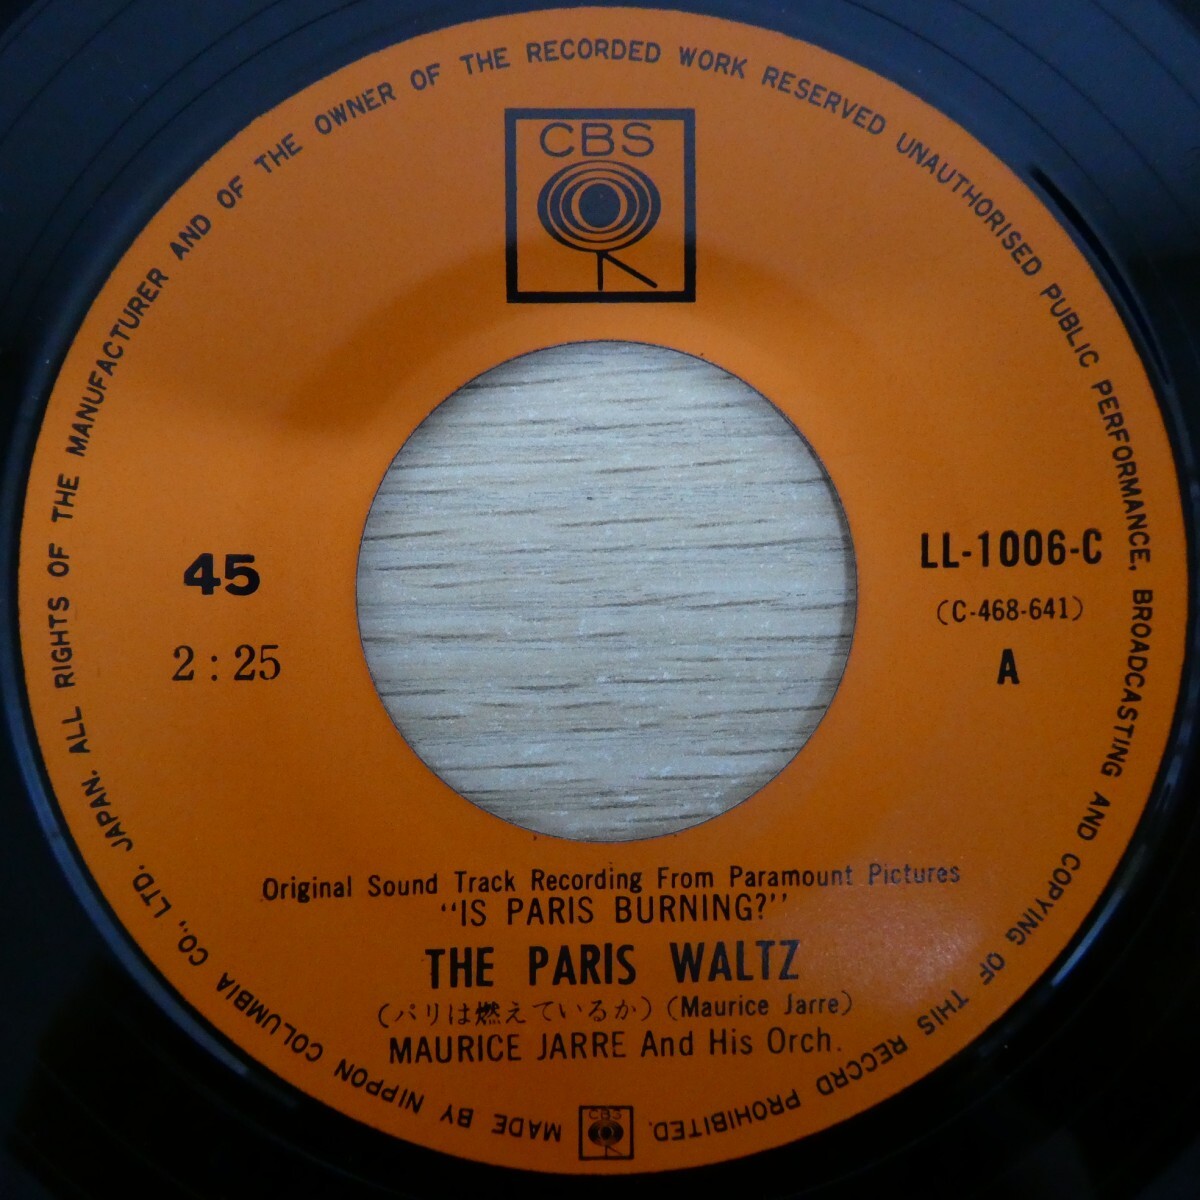 MADE BY NIPPON COLUMBIA CO., LTD. JAPAN. ALL RIGHTS OF THE MANUFACTURER AND OF THE OWNER OF THE RECORDED WORK RESERVED UNAUTHORISED PUBLIC PERFORMANCE, BROADCASTING AND COPYING OF THIS RECCRD PROHIBITED.
CBS
45
2:25
LL-1006-C
(C-468-641)
A
Original Sound Track Recording From Paramount Pictures
"IS PARIS BURNING?"
THE PARIS WALTZ
(パリは燃えているか) (Maurice Jarre)
MAURICE JARRE And His Orch.
CBS